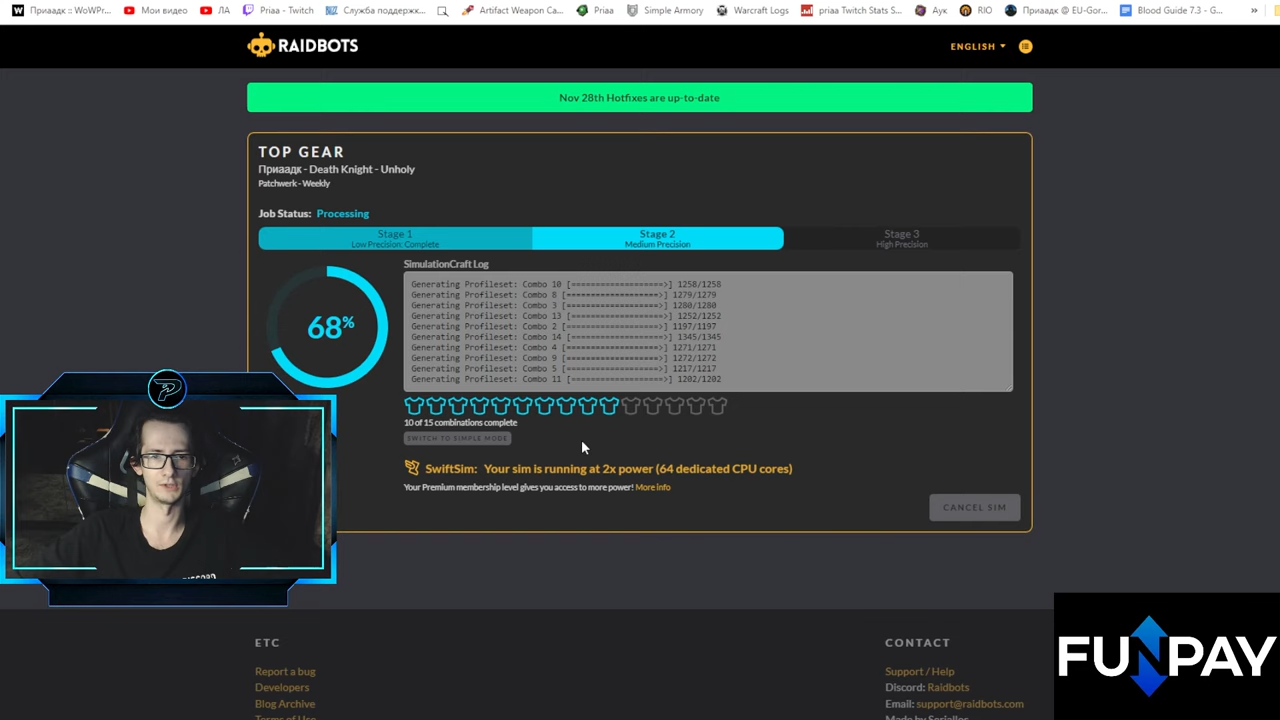 Приаадк :: WoWPr...
Мои видео
ЛА
Priaa - Twitch
Служба поддержк...
Artifact Weapon Ca...
Priaa
Simple Armory
Warcraft Logs
priaa Twitch Stats S...
Аук
RIO
Приаадк @ EU-Gor...
Blood Guide 7.3 - G...
»
RAIDBOTS
ENGLISH
Nov 28th Hotfixes are up-to-date
TOP GEAR
Приаадк - Death Knight - Unholy
Patchwerk - Weekly
Job Status: Processing
Stage 1
Low Precision: Complete
Stage 2
Medium Precision
Stage 3
High Precision
68%
SimulationCraft Log
Generating Profileset: Combo 10 [====================>] 1258/1258
Generating Profileset: Combo 8 [====================>] 1279/1279
Generating Profileset: Combo 3 [====================>] 1280/1280
Generating Profileset: Combo 13 [====================>] 1252/1252
Generating Profileset: Combo 2 [====================>] 1197/1197
Generating Profileset: Combo 14 [====================>] 1345/1345
Generating Profileset: Combo 4 [====================>] 1271/1271
Generating Profileset: Combo 9 [====================>] 1272/1272
Generating Profileset: Combo 5 [====================>] 1217/1217
Generating Profileset: Combo 11 [====================>] 1202/1202
10 of 15 combinations complete
SWITCH TO SIMPLE MODE
SwiftSim: Your sim is running at 2x power (64 dedicated CPU cores)
Your Premium membership level gives you access to more power! More info
CANCEL SIM
ETC
Report a bug
Developers
Blog Archive
Terms of Use
CONTACT
Support / Help
Discord: Raidbots
Email: support@raidbots.com
Made by Seriallos
FUNPAY